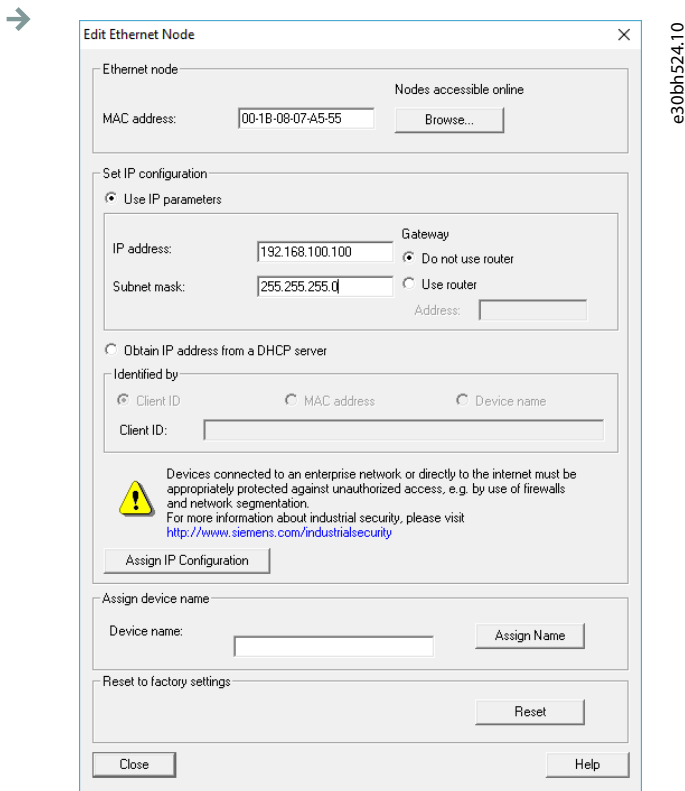 Edit Ethernet Node
Ethernet node
Nodes accessible online
MAC address:
00-1B-08-07-A5-55
Browse...
Set IP configuration
Use IP parameters
Gateway
IP address:
192.168.100.100
Do not use router
Subnet mask:
255.255.255.0
Use router
Address:
Obtain IP address from a DHCP server
Identified by
Client ID
MAC address
Device name
Client ID:
Devices connected to an enterprise network or directly to the internet must be
appropriately protected against unauthorized access, e.g. by use of firewalls
and network segmentation.
For more information about industrial security, please visit
http://www.siemens.com/industrialsecurity
Assign IP Configuration
Assign device name
Device name:
Assign Name
Reset to factory settings
Reset
Close
Help
e30bh524.10